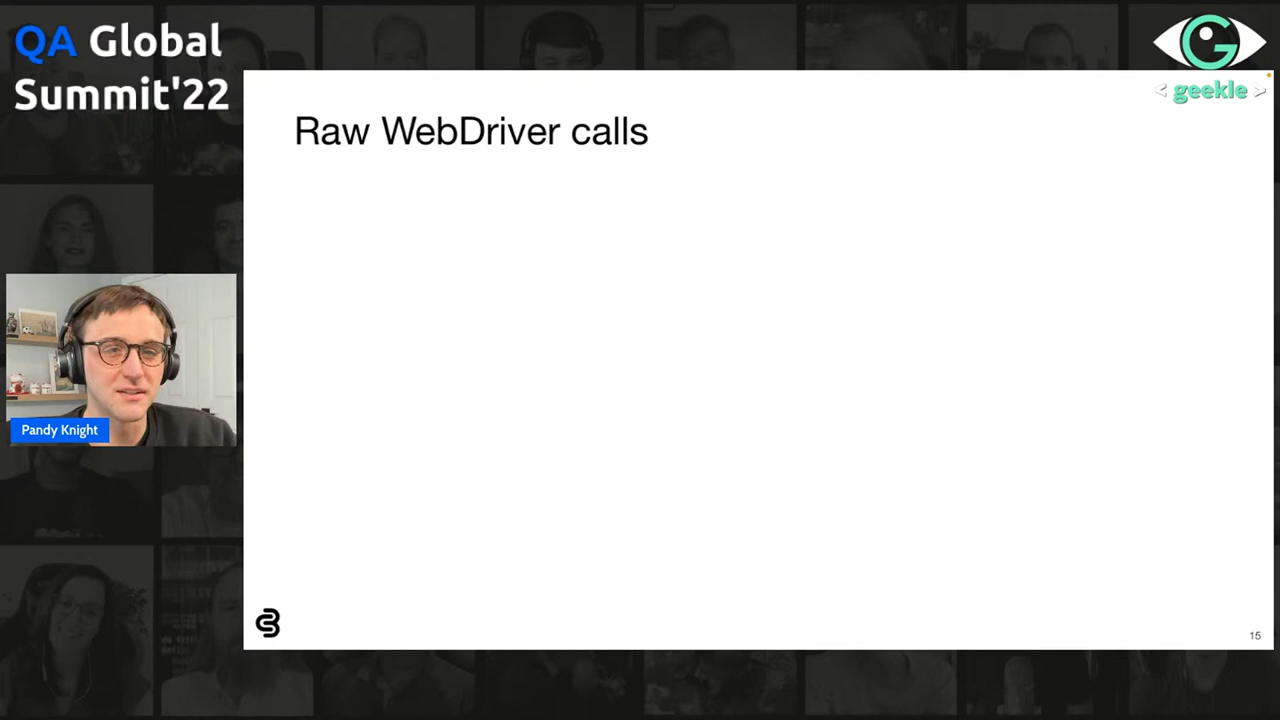 QA Global
Summit'22
< geekle >
Raw WebDriver calls
Pandy Knight
15